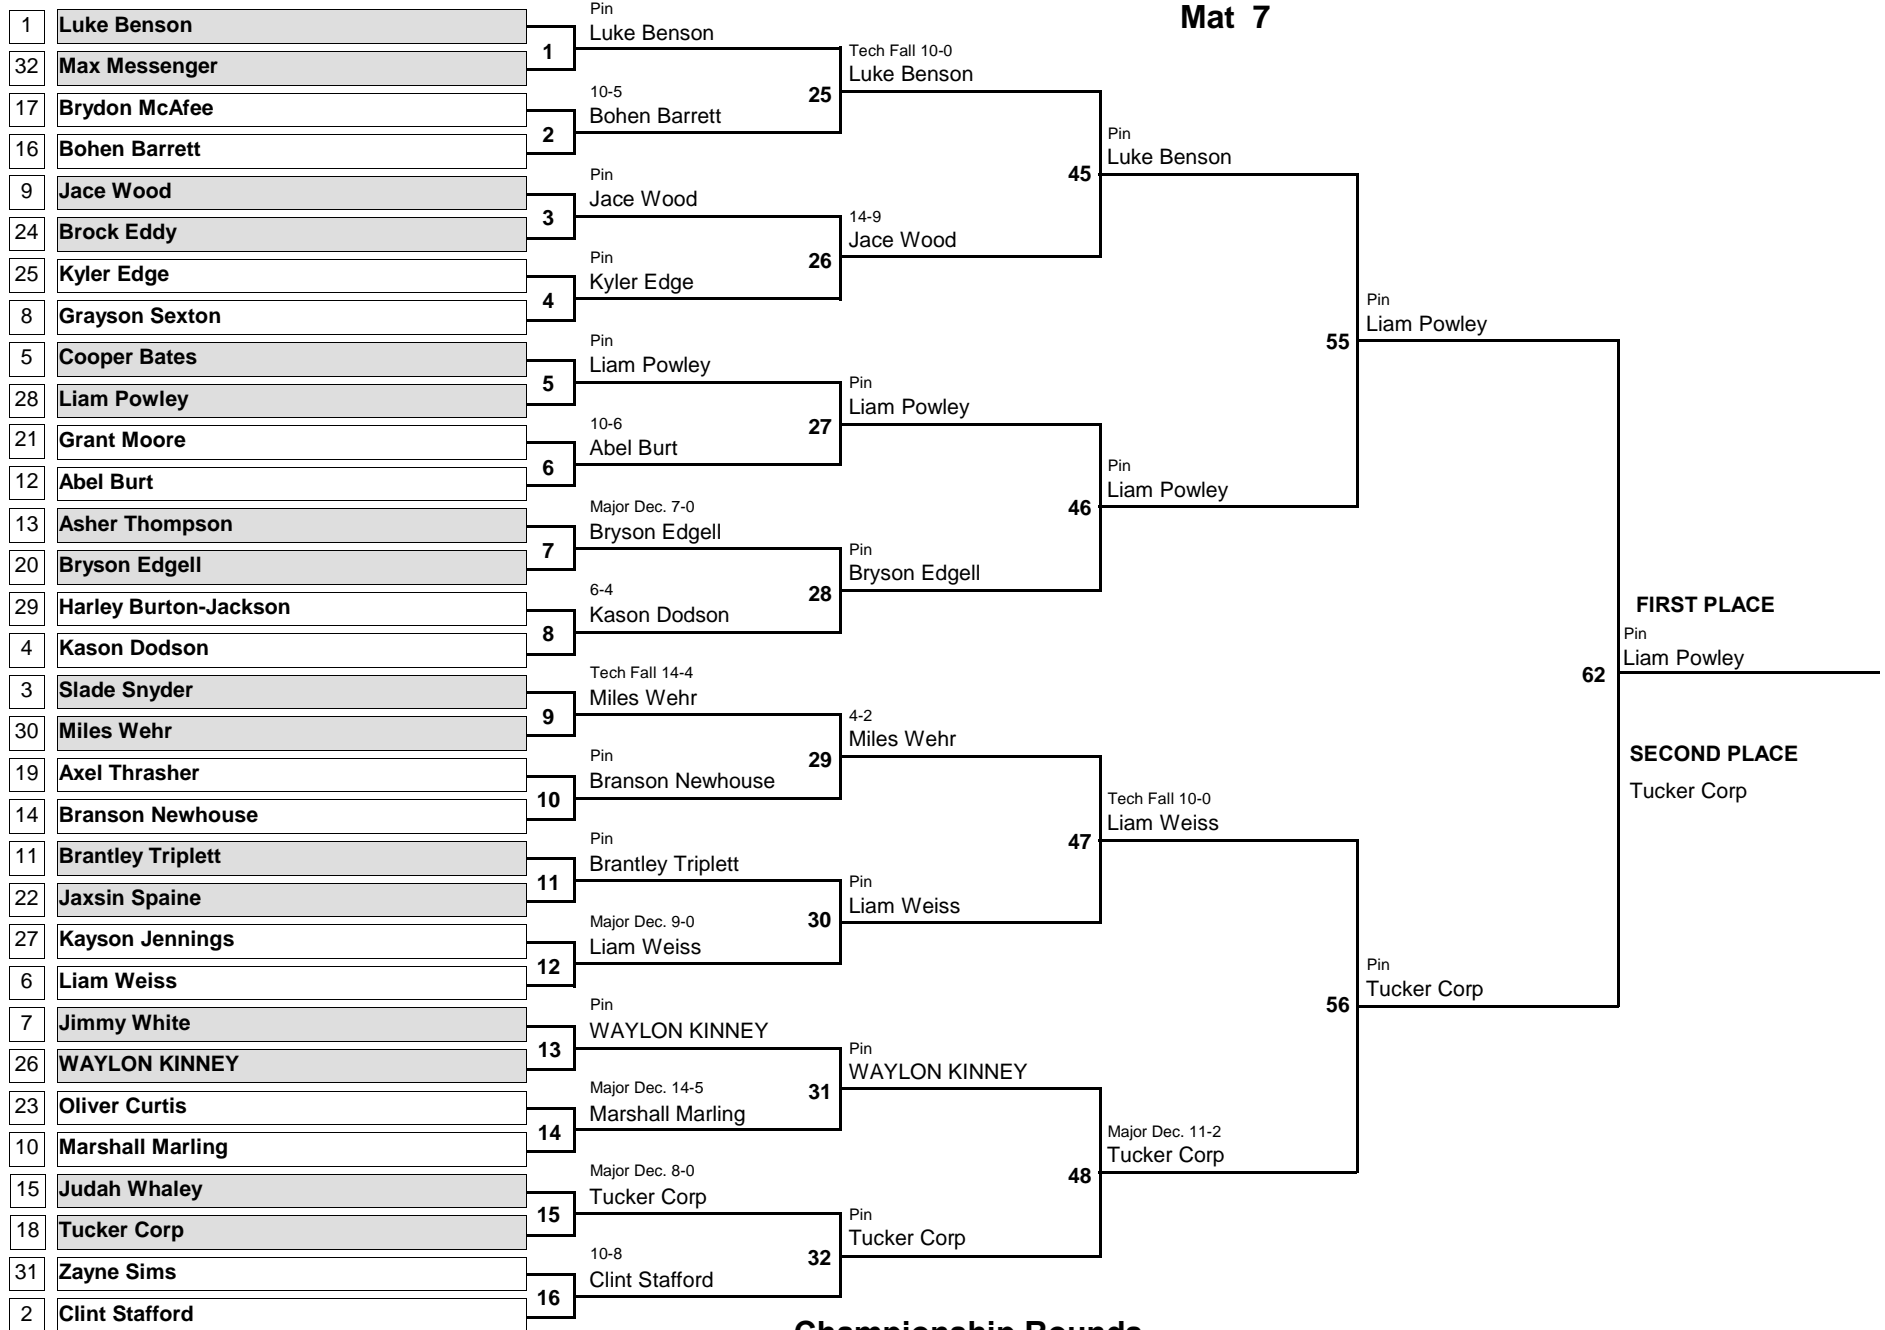 Mat 7
1 Luke Benson
32 Max Messenger
17 Brydon McAfee
16 Bohen Barrett
9 Jace Wood
24 Brock Eddy
25 Kyler Edge
8 Grayson Sexton
5 Cooper Bates
28 Liam Powley
21 Grant Moore
12 Abel Burt
13 Asher Thompson
20 Bryson Edgell
29 Harley Burton-Jackson
4 Kason Dodson
3 Slade Snyder
30 Miles Wehr
19 Axel Thrasher
14 Branson Newhouse
11 Brantley Triplett
22 Jaxsin Spaine
27 Kayson Jennings
6 Liam Weiss
7 Jimmy White
26 WAYLON KINNEY
23 Oliver Curtis
10 Marshall Marling
15 Judah Whaley
18 Tucker Corp
31 Zayne Sims
2 Clint Stafford
1
2
3
4
5
6
7
8
9
10
11
12
13
14
15
16
Pin
Luke Benson
10-5
Bohen Barrett
Pin
Jace Wood
Pin
Kyler Edge
Pin
Liam Powley
10-6
Abel Burt
Major Dec. 7-0
Bryson Edgell
6-4
Kason Dodson
Tech Fall 14-4
Miles Wehr
Pin
Branson Newhouse
Pin
Brantley Triplett
Major Dec. 9-0
Liam Weiss
Pin
WAYLON KINNEY
Major Dec. 14-5
Marshall Marling
Major Dec. 8-0
Tucker Corp
10-8
Clint Stafford
25
26
27
28
29
30
31
32
Tech Fall 10-0
Luke Benson
14-9
Jace Wood
Pin
Liam Powley
Pin
Bryson Edgell
4-2
Miles Wehr
Pin
Liam Weiss
Pin
WAYLON KINNEY
Pin
Tucker Corp
45
46
47
48
Pin
Luke Benson
Pin
Liam Powley
Tech Fall 10-0
Liam Weiss
Major Dec. 11-2
Tucker Corp
55
56
Pin
Liam Powley
Pin
Tucker Corp
62
FIRST PLACE
Pin
Liam Powley
SECOND PLACE
Tucker Corp
Championship Rounds